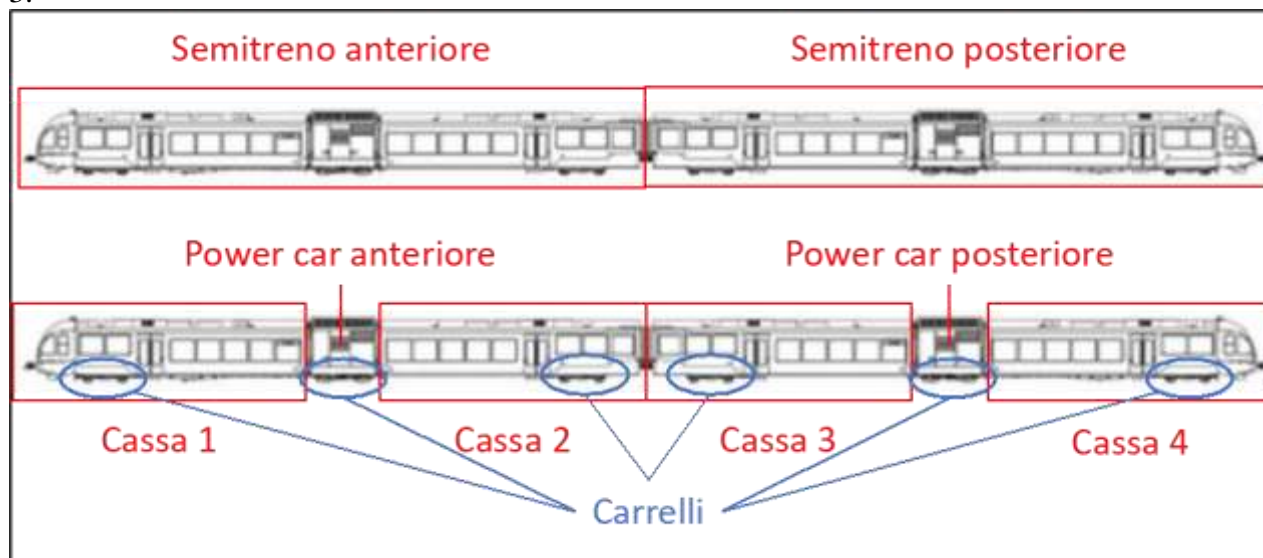 Semitreno anteriore Semitreno posteriore
Power car anteriore Power car posteriore
Cassa 1 Cassa 2 Cassa 3 Cassa 4
Carrelli